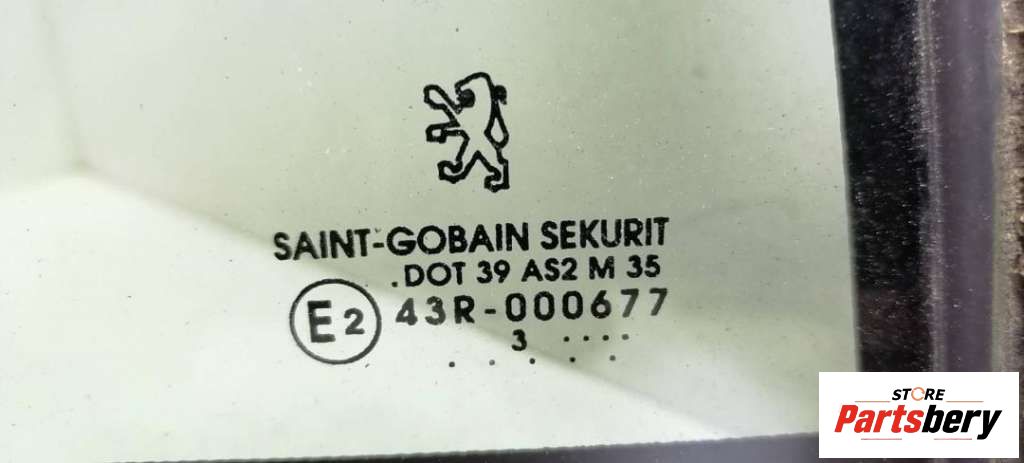 SAINT-GOBAIN SEKURIT
.DOT 39 AS2 M 35
E2 43R-000677
3 ....
. . . . .
STORE
Partsbery